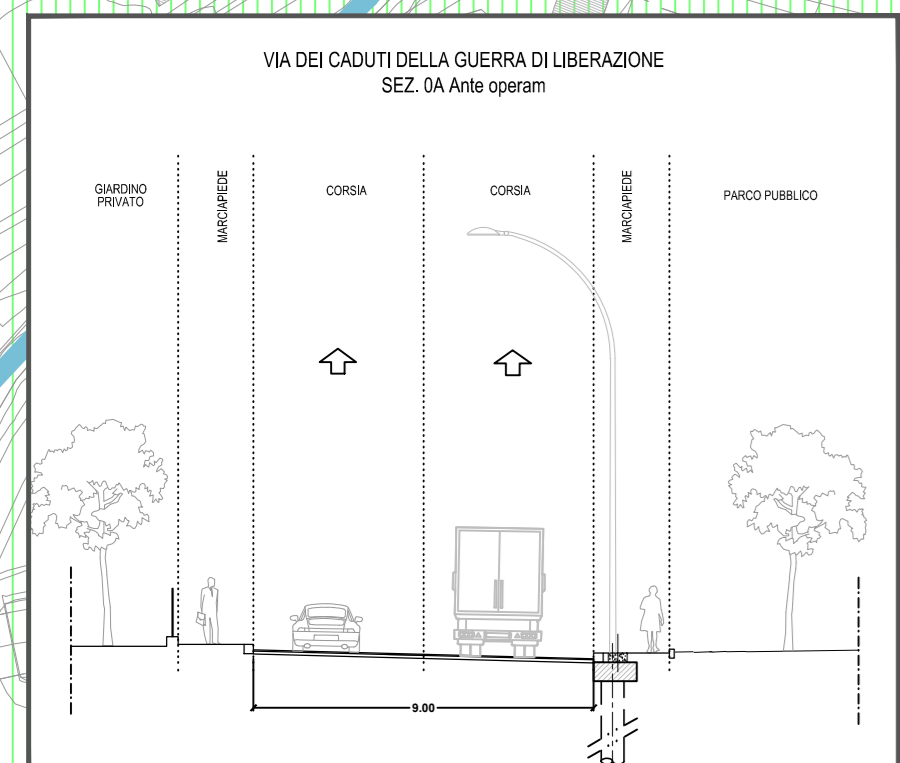 VIA DEI CADUTI DELLA GUERRA DI LIBERAZIONE
SEZ. 0A Ante operam
GIARDINO
PRIVATO
MARCIAPIEDE
CORSIA
CORSIA
MARCIAPIEDE
PARCO PUBBLICO
9.00